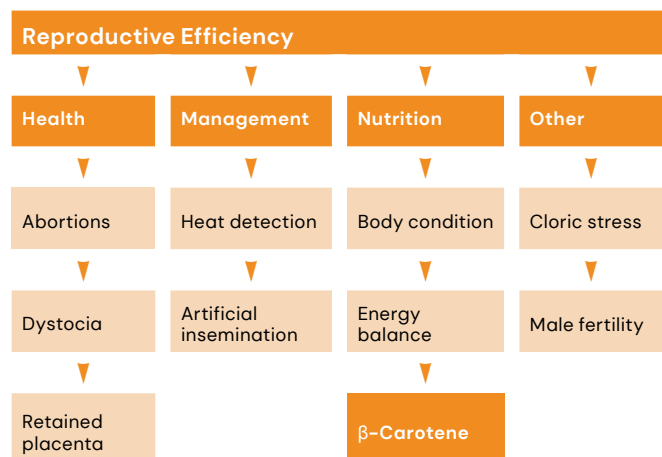 Reproductive Efficiency
Health
Management
Nutrition
Other
Abortions
Heat detection
Body condition
Cloric stress
Dystocia
Artificial
insemination
Energy
balance
Male fertility
Retained
placenta
β-Carotene